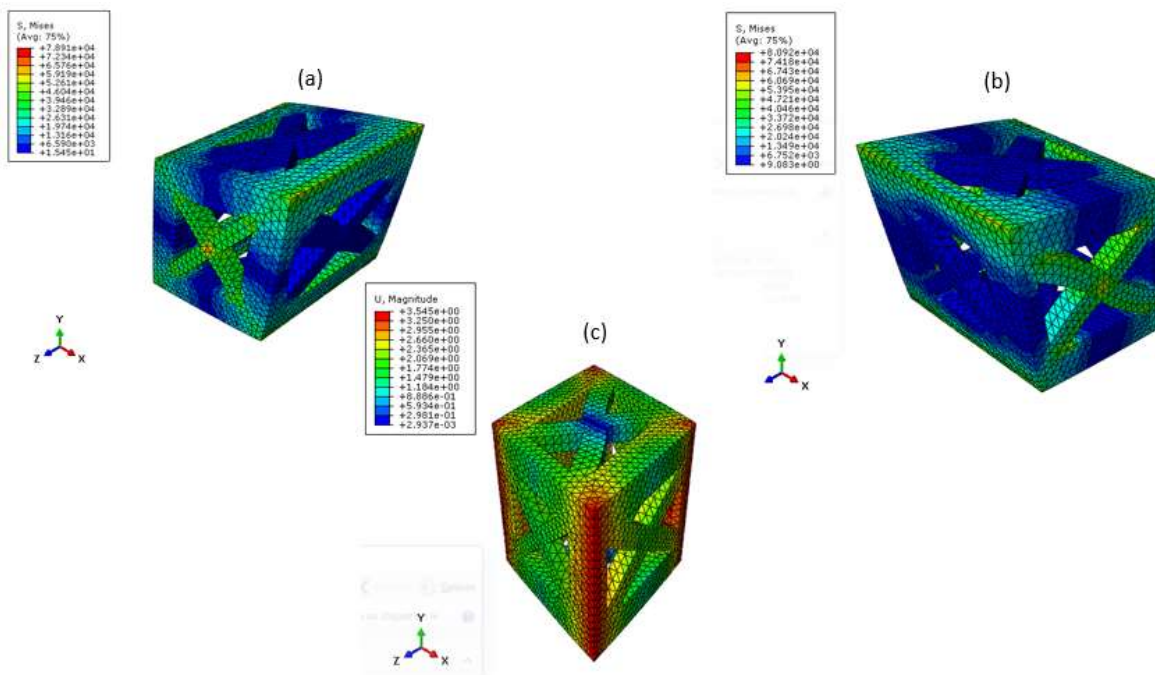 S, Mises
(Avg: 75%)
+7.891e+04
+7.234e+04
+6.576e+04
+5.919e+04
+5.261e+04
+4.604e+04
+3.946e+04
+3.289e+04
+2.631e+04
+1.974e+04
+1.316e+04
+6.590e+03
+1.545e+01
(a)
Y
Z
X
S, Mises
(Avg: 75%)
+8.092e+04
+7.418e+04
+6.743e+04
+6.069e+04
+5.395e+04
+4.721e+04
+4.046e+04
+3.372e+04
+2.698e+04
+2.024e+04
+1.349e+04
+6.752e+03
+9.083e+00
(b)
Y
X
U, Magnitude
+3.545e+00
+3.250e+00
+2.955e+00
+2.660e+00
+2.365e+00
+2.069e+00
+1.774e+00
+1.479e+00
+1.184e+00
+8.886e-01
+5.934e-01
+2.981e-01
+2.937e-03
(c)
Y
Z
X